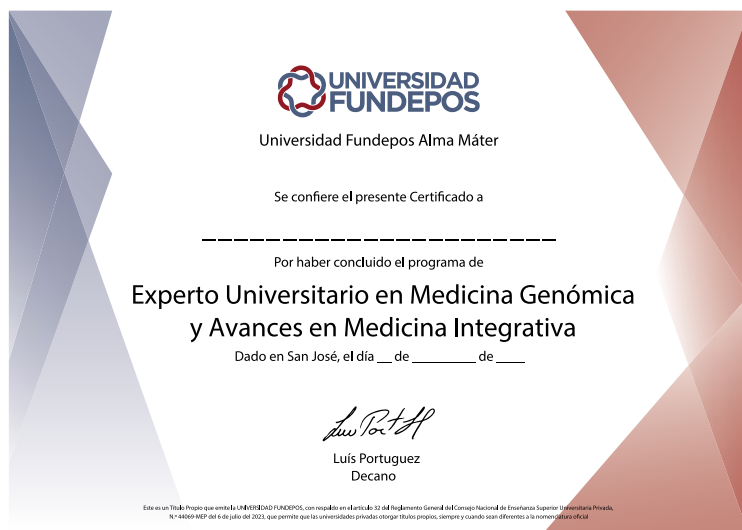 UNIVERSIDAD
FUNDEPOS
Universidad Fundepos Alma Máter
Se confiere el presente Certificado a
Por haber concluido el programa de
Experto Universitario en Medicina Genómica
y Avances en Medicina Integrativa
Dado en San José, el día __ de ________ de ____
Luís Portuguez
Decano
Este es un Título Propio que emite la UNIVERSIDAD FUNDEPOS, con respaldo en el artículo 32 del Reglamento General del Consejo Nacional de Enseñanza Superior Universitaria Privada,
N.º 44069-MEP del 6 de julio del 2023, que permite que las universidades privadas otorgar títulos propios, siempre y cuando sean diferentes a la nomenclatura oficial